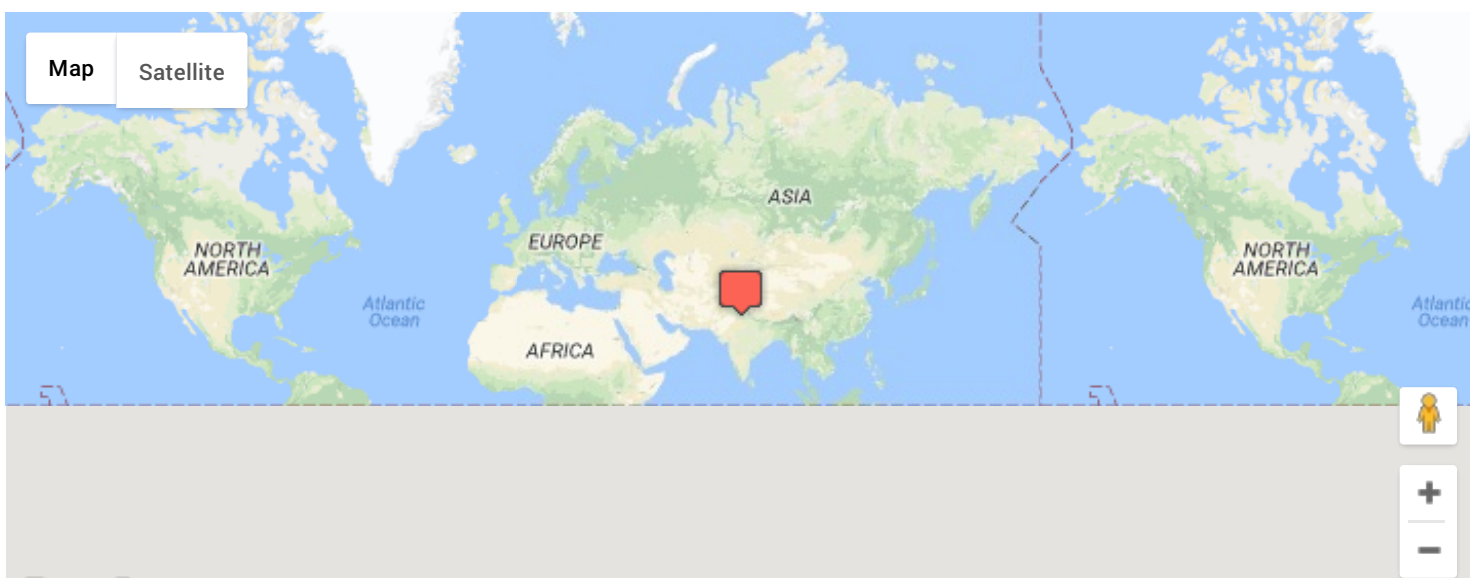 Map
Satellite
ASIA
EUROPE
NORTH
AMERICA
NORTH
AMERICA
Atlantic
Ocean
Atlantic
Ocean
AFRICA